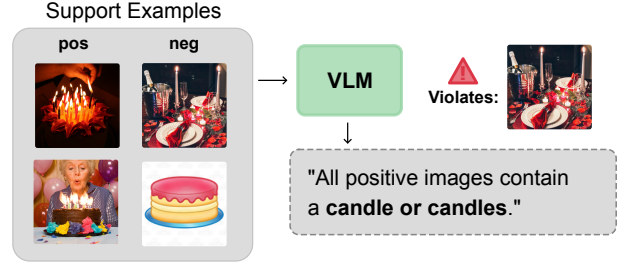 Support Examples
pos
neg
VLM
Violates:
"All positive images contain
a candle or candles."